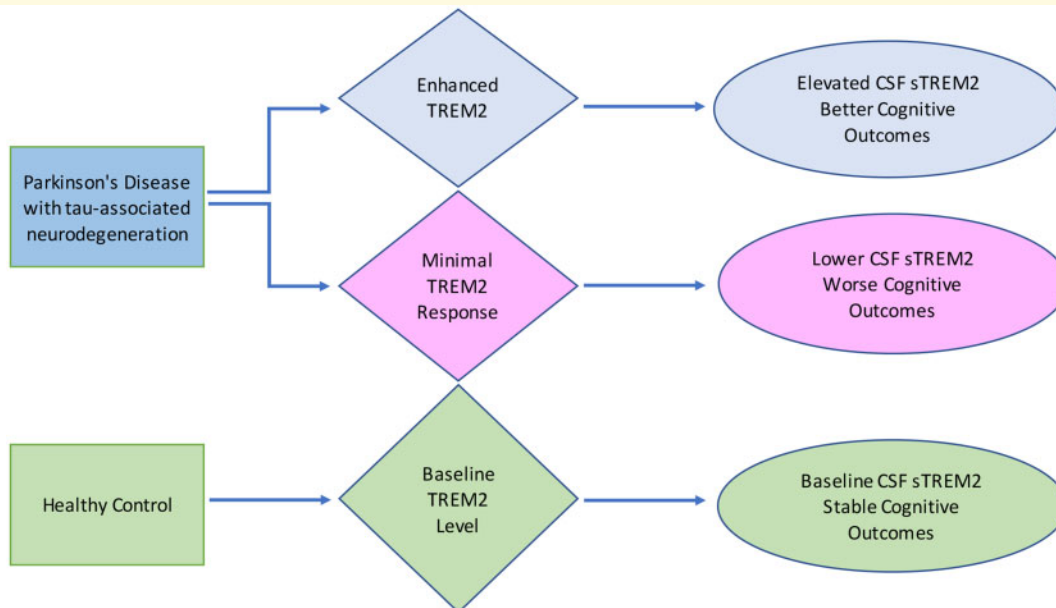 Enhanced
TREM2
Elevated CSF sTREM2
Better Cognitive
Outcomes
Parkinson's Disease
with tau-associated
neurodegeneration
Minimal
TREM2
Response
Lower CSF sTREM2
Worse Cognitive
Outcomes
Healthy Control
Baseline
TREM2
Level
Baseline CSF sTREM2
Stable Cognitive
Outcomes